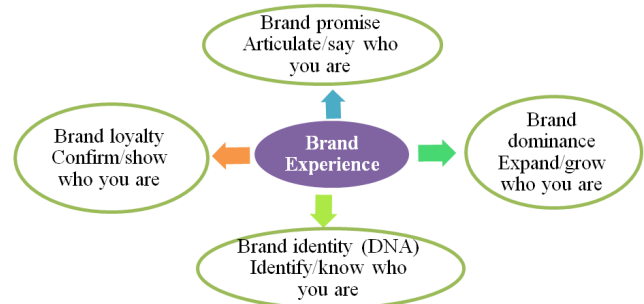 Brand promise
Articulate/say who
you are
Brand loyalty
Confirm/show
who you are
Brand
Experience
Brand
dominance
Expand/grow
who you are
Brand identity (DNA)
Identify/know who
you are